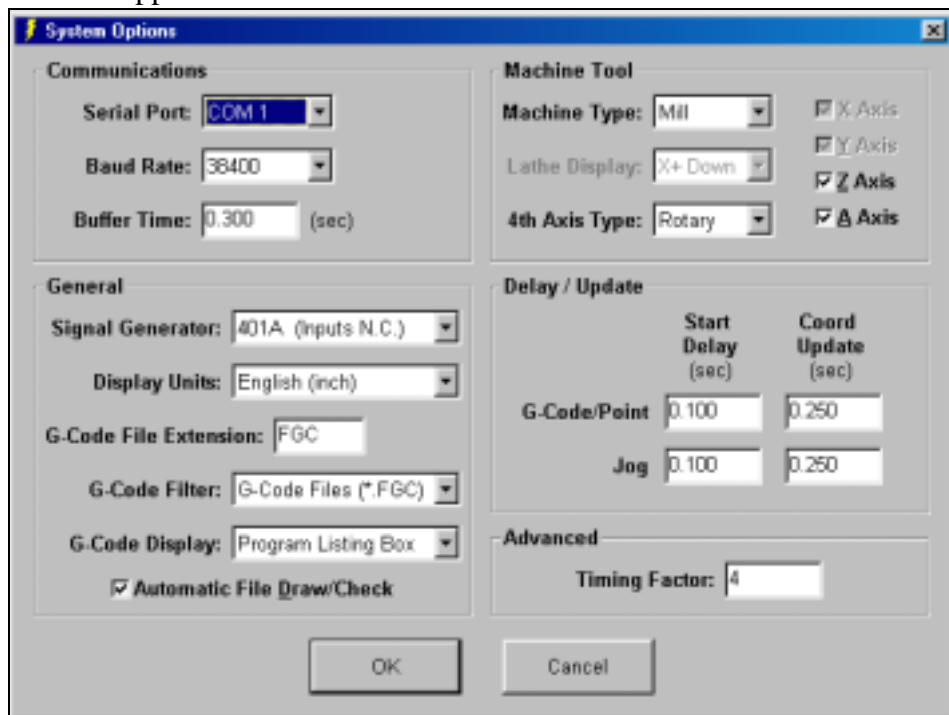 System Options
Communications
Serial Port: COM 1
Baud Rate: 38400
Buffer Time: 0.300 (sec)
Machine Tool
Machine Type: Mill
Lathe Display: X+ Down
4th Axis Type: Rotary
X Axis
Y Axis
Z Axis
A Axis
General
Signal Generator: 401A (Inputs N.C.)
Display Units: English (inch)
G-Code File Extension: FGC
G-Code Filter: G-Code Files (*.FGC)
G-Code Display: Program Listing Box
Automatic File Draw/Check
Delay / Update
Start Delay (sec)
Coord Update (sec)
G-Code/Point 0.100 0.250
Jog 0.100 0.250
Advanced
Timing Factor: 4
OK
Cancel